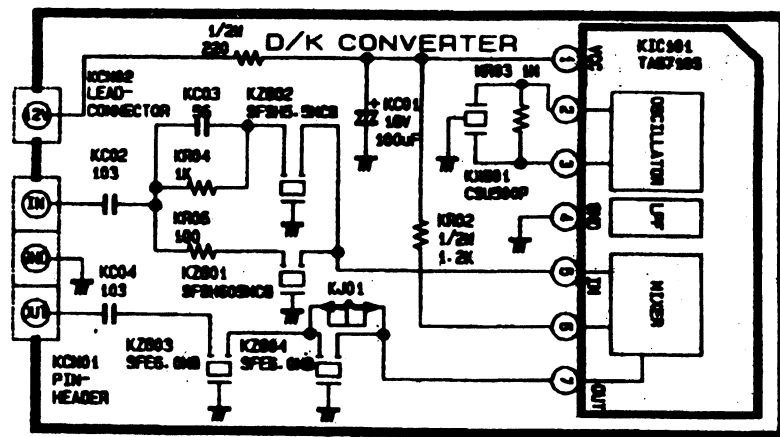 D/K CONVERTER
1/2W
220
KCN02
LEAD-
CONNECTOR
12V
KC03
KZ802
KC01
16V
100uF
KR03 1M
KIC101
VCC
1
2
3
4
5
6
7
OSCILLATOR
LPF
MIXER
GND
IN
OUT
KC02
103
KR04
1K
KR05
100
KR02
1/2W
1.2K
IN
GND
OUT
KC04
103
KZ801
KJ01
KZ803
KZ804
KCN01
PIN-
HEADER